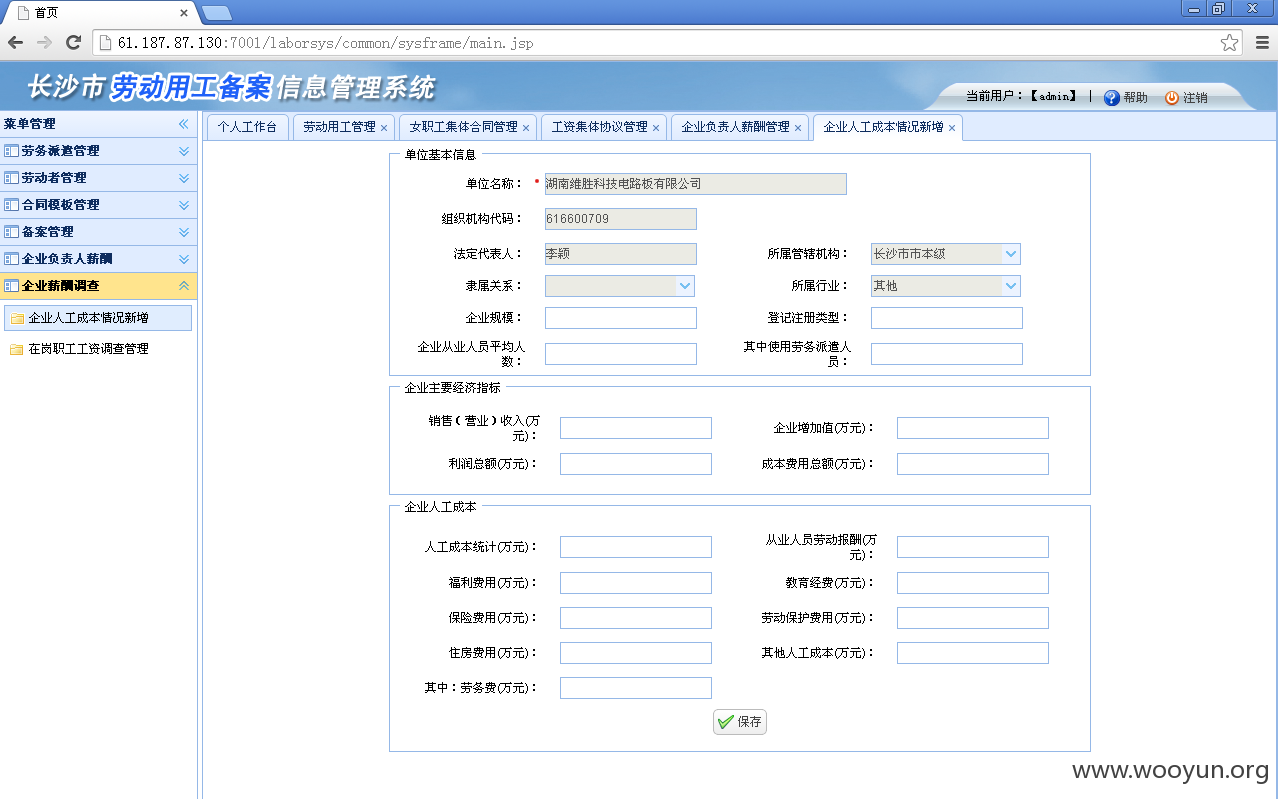 首页
61.187.87.130:7001/laborsys/common/sysframe/main.jsp
长沙市 劳动用工备案 信息管理系统
当前用户：【admin】 | 帮助 注销
菜单管理
劳务派遣管理
劳动者管理
合同模板管理
备案管理
企业负责人薪酬
企业薪酬调查
企业人工成本情况新增
在岗职工工资调查管理
个人工作台 劳动用工管理 女职工集体合同管理 工资集体协议管理 企业负责人薪酬管理 企业人工成本情况新增
单位基本信息
单位名称： * 湖南维胜科技电路板有限公司
组织机构代码： 616600709
法定代表人： 李颖 所属管辖机构： 长沙市市本级
隶属关系： 所属行业： 其他
企业规模： 登记注册类型：
企业从业人员平均人
数：
其中使用劳务派遣人
员：
企业主要经济指标
销售（营业）收入(万
元)：
企业增加值(万元)：
利润总额(万元)： 成本费用总额(万元)：
企业人工成本
人工成本统计(万元)：
从业人员劳动报酬(万
元)：
福利费用(万元)： 教育经费(万元)：
保险费用(万元)： 劳动保护费用(万元)：
住房费用(万元)： 其他人工成本(万元)：
其中：劳务费(万元)：
保存
www.wooyun.org